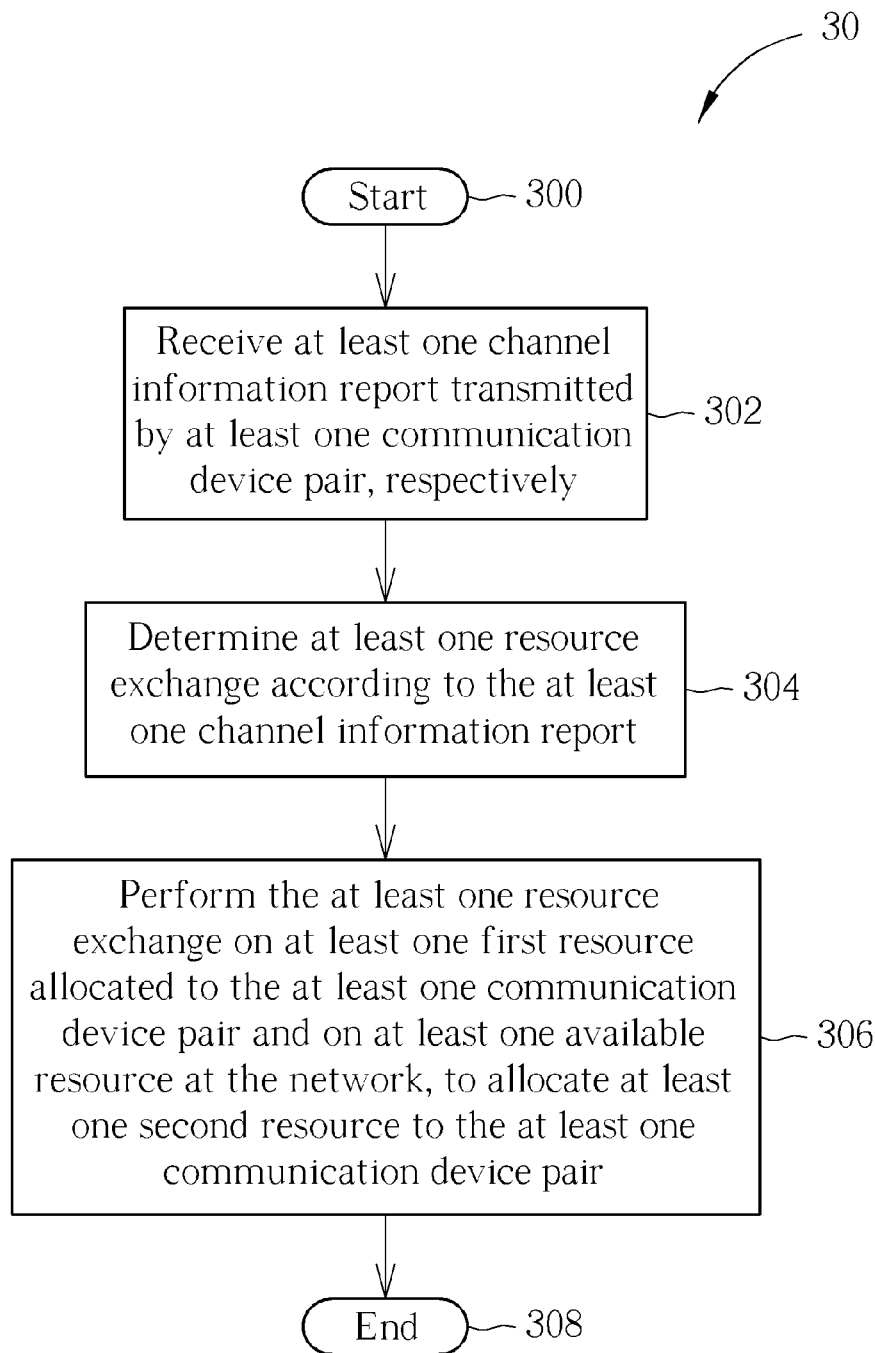 30
Start
300
Receive at least one channel
information report transmitted
by at least one communication
device pair, respectively
302
Determine at least one resource
exchange according to the at least
one channel information report
304
Perform the at least one resource
exchange on at least one first resource
allocated to the at least one communication
device pair and on at least one available
resource at the network, to allocate at least
one second resource to the at least one
communication device pair
306
End
308